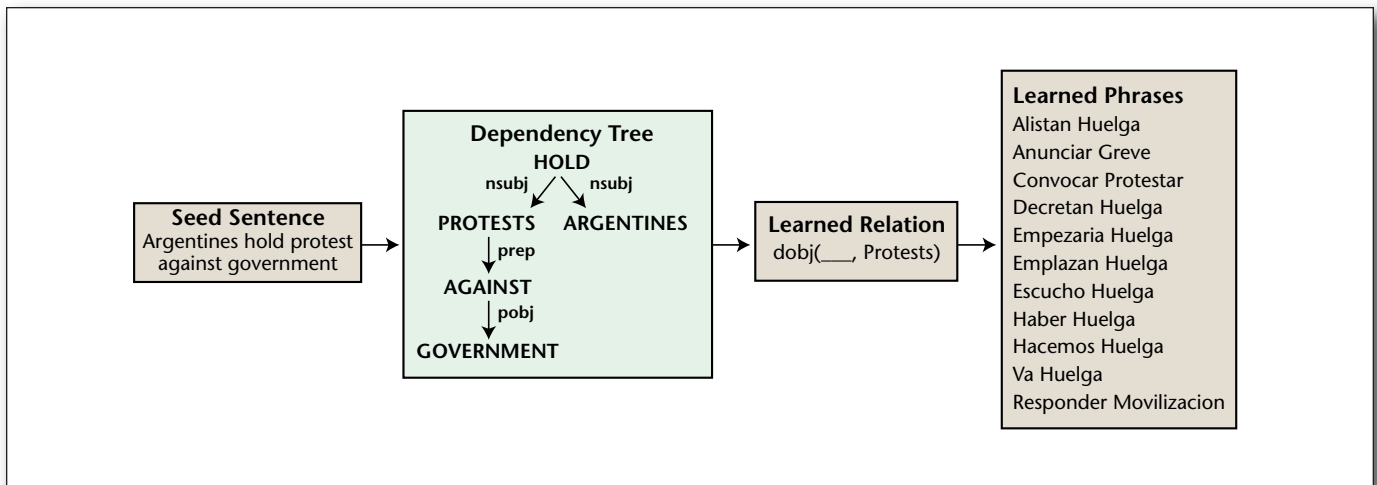 Seed Sentence
Argentines hold protest
against government
Dependency Tree
HOLD
nsubj nsubj
PROTESTS ARGENTINES
prep
AGAINST
pobj
GOVERNMENT
Learned Relation
dobj(___, Protests)
Learned Phrases
Alistan Huelga
Anunciar Greve
Convocar Protestar
Decretan Huelga
Empezaria Huelga
Emplazan Huelga
Escucho Huelga
Haber Huelga
Hacemos Huelga
Va Huelga
Responder Movilizacion